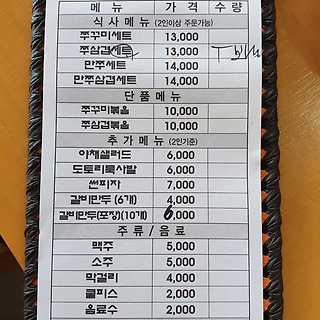 메 뉴 가 격 수 량
식 사 메 뉴 (2인이상 주문가능)
쭈꾸미세트 13,000
쭈삼겹세트 13,000
만쭈세트 14,000
만쭈삼겹세트 14,000
단 품 메 뉴
쭈꾸미볶음 10,000
쭈삼겹볶음 10,000
추 가 메 뉴 (2인기준)
야채샐러드 6,000
도토리묵사발 6,000
씬피자 7,000
갈비만두 (6개) 4,000
갈비만두(포장)(10개) 6,000
주 류 / 음 료
맥주 5,000
소주 5,000
막걸리 4,000
쿨피스 2,000
음료수 2,000